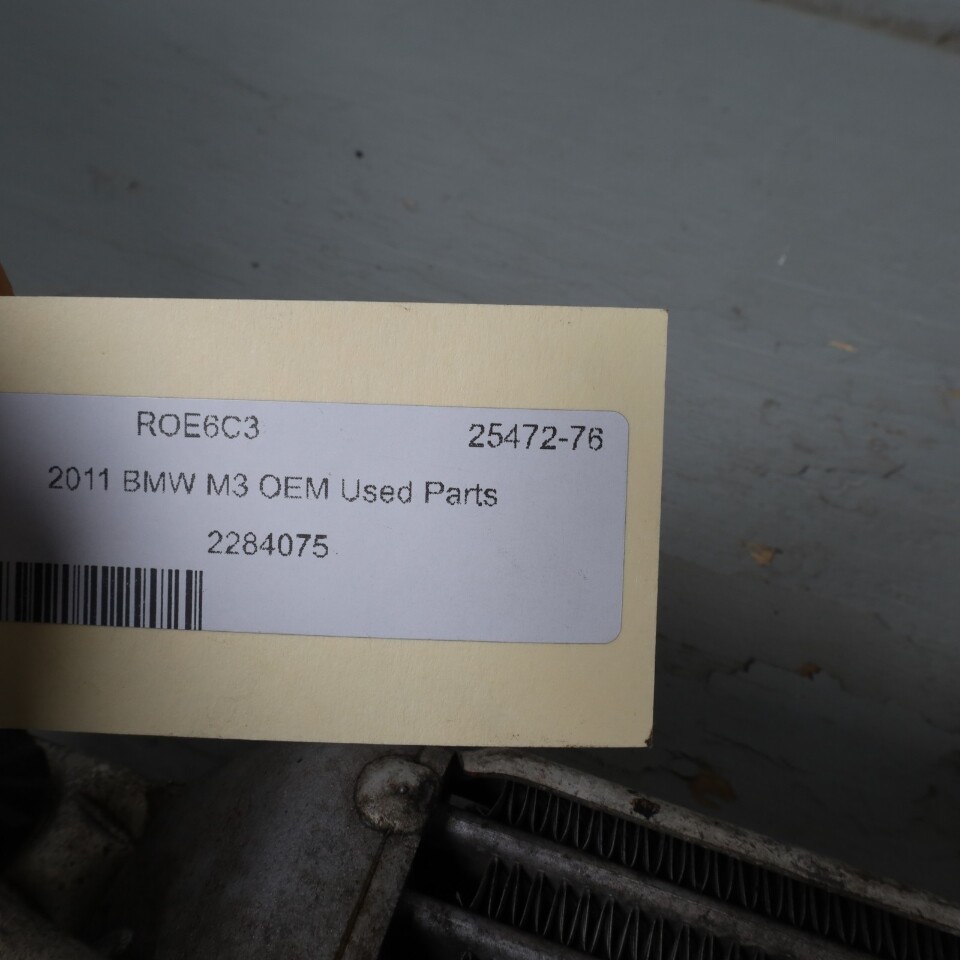 ROE6C3 25472-76
2011 BMW M3 OEM Used Parts
2284075